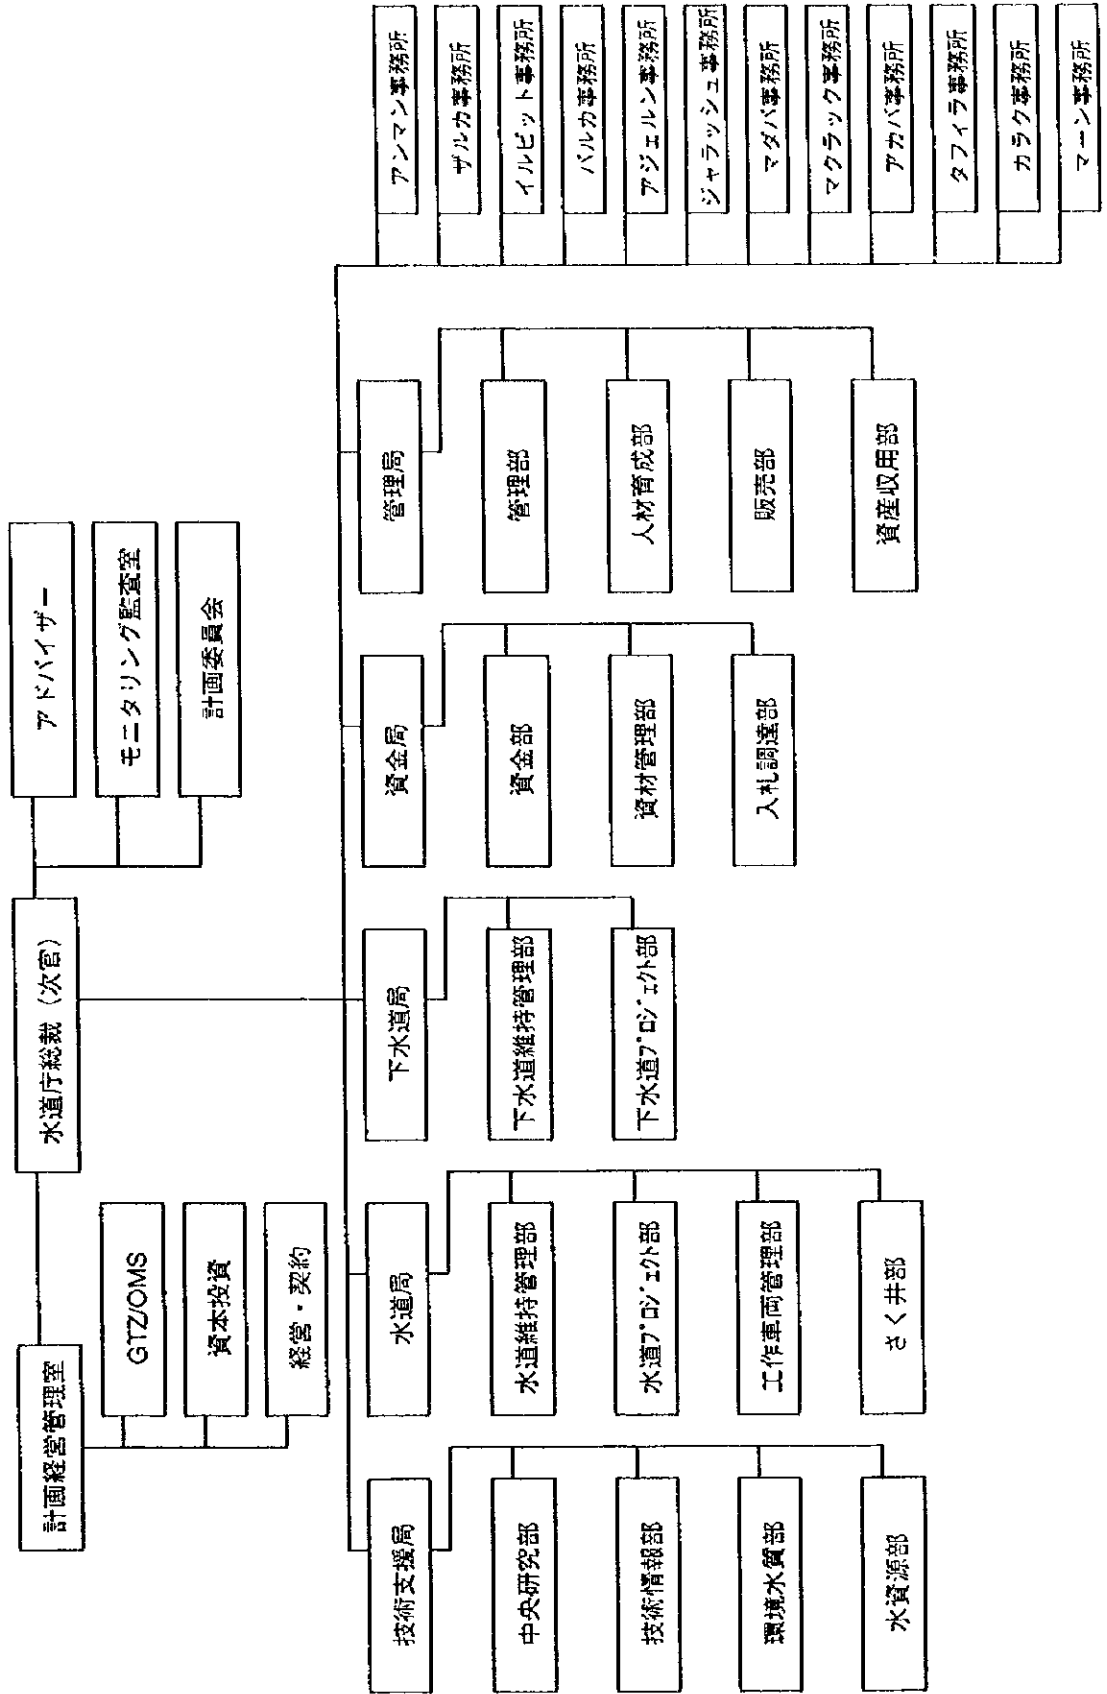 水道庁総裁（次官）
計画経営管理室
GTZ/OMS
資本投資
経営・契約
アドバイザー
モニタリング監査室
計画委員会
技術支援局
中央研究部
技術情報部
環境水質部
水資源部
水道局
水道維持管理部
水道プロジェクト部
工作車両管理部
さく井部
下水道局
下水道維持管理部
下水道プロジェクト部
資金局
資金部
資材管理部
入札調達部
管理局
管理部
人材育成部
販売部
資産収用部
アンマン事務所
ザルカ事務所
イルビット事務所
バルカ事務所
アジェルン事務所
ジャラッシュ事務所
マダバ事務所
マクラック事務所
アカバ事務所
タフィラ事務所
カラク事務所
マーン事務所